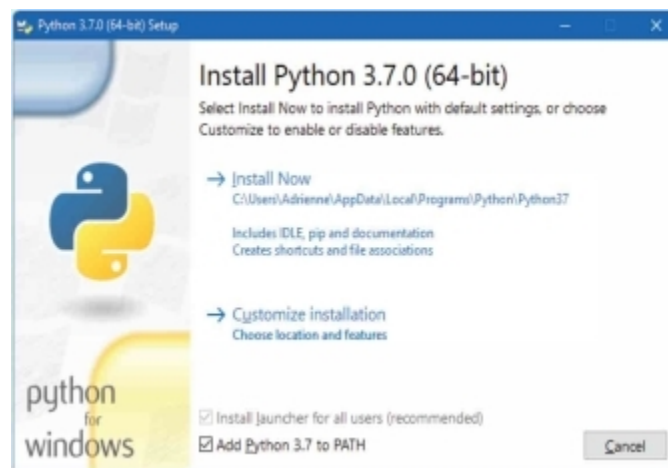 Python 3.7.0 (64-bit) Setup
Install Python 3.7.0 (64-bit)
Select Install Now to install Python with default settings, or choose
Customize to enable or disable features.
Install Now
C:\Users\Adrienne\AppData\Local\Programs\Python\Python37
Includes IDLE, pip and documentation
Creates shortcuts and file associations
Customize installation
Choose location and features
python
for
windows
Install launcher for all users (recommended)
Add Python 3.7 to PATH
Cancel